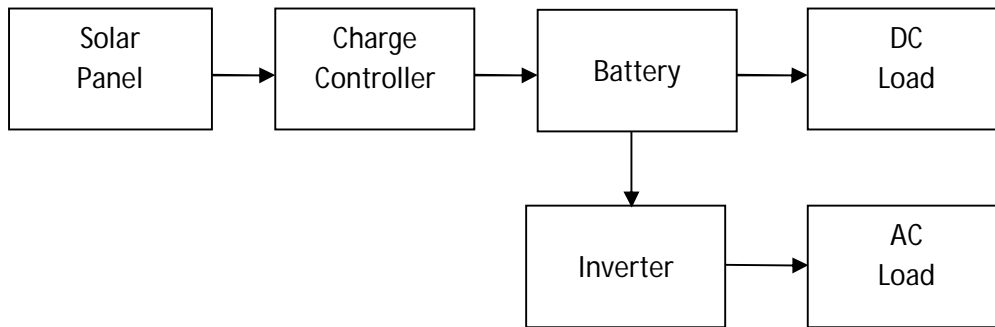 Solar
Panel
Charge
Controller
Battery
DC
Load
Inverter
AC
Load